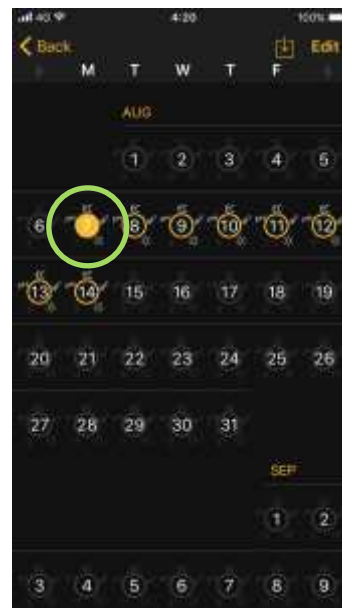 4G 4:20 100%
Back Edit
M T W T F
AUG
1 2 3 4 5
6 8 9 10 11 12
13 14 15 16 17 18 19
20 21 22 23 24 25 26
27 28 29 30 31
SEP
1 2
3 4 5 6 7 8 9